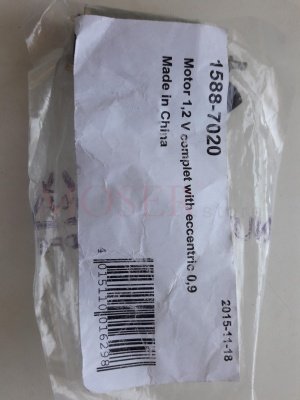 1588-7020
Motor 1,2 V complet with eccentric 0,9
Made in China
2015-11-18
4 015110 016298